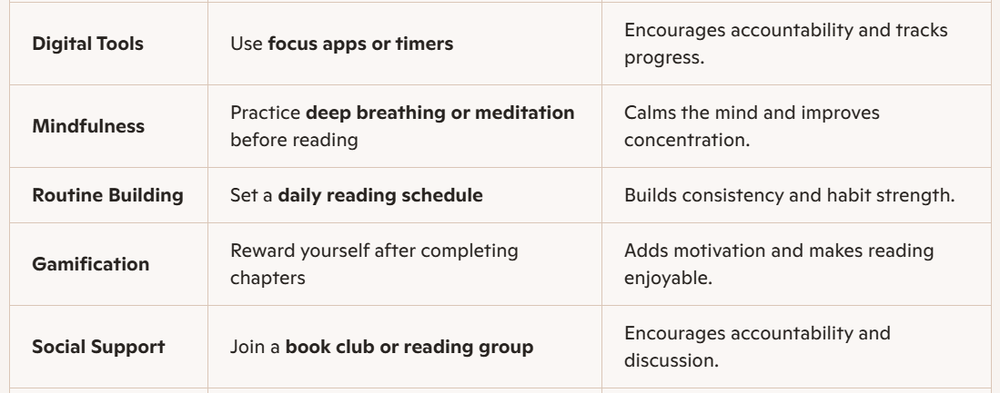 Digital Tools
Use focus apps or timers
Encourages accountability and tracks
progress.
Mindfulness
Practice deep breathing or meditation
before reading
Calms the mind and improves
concentration.
Routine Building
Set a daily reading schedule
Builds consistency and habit strength.
Gamification
Reward yourself after completing
chapters
Adds motivation and makes reading
enjoyable.
Social Support
Join a book club or reading group
Encourages accountability and
discussion.